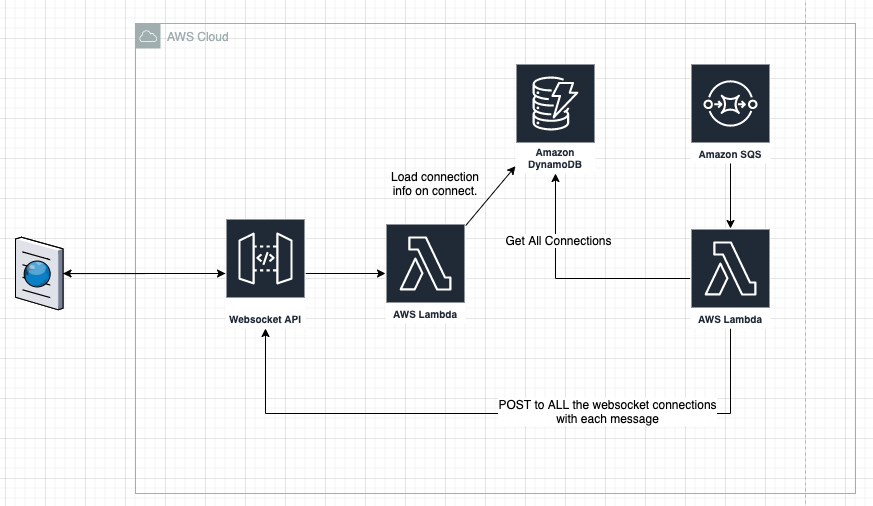 AWS Cloud
Amazon
DynamoDB
Amazon SQS
Load connection
info on connect.
Get All Connections
</>
Websocket API
AWS Lambda
AWS Lambda
POST to ALL the websocket connections
with each message